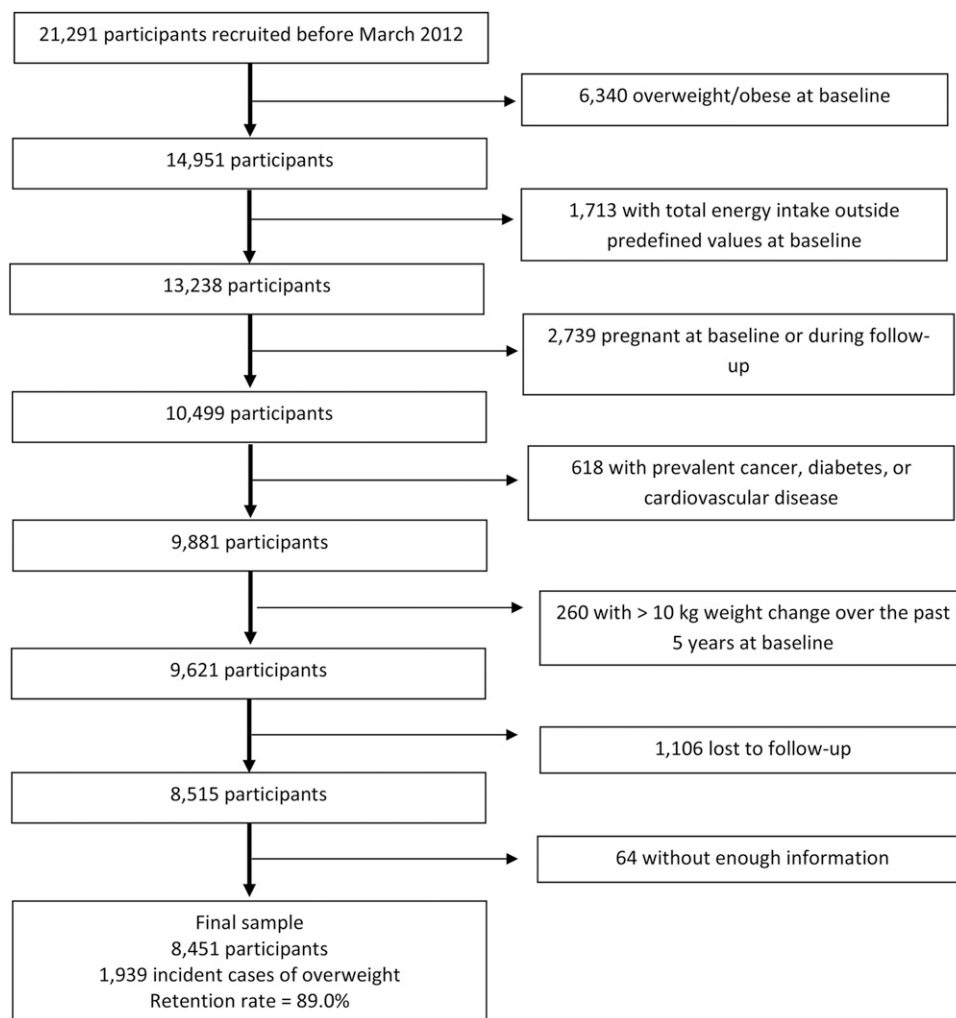 21,291 participants recruited before March 2012
6,340 overweight/obese at baseline
14,951 participants
1,713 with total energy intake outside
predefined values at baseline
13,238 participants
2,739 pregnant at baseline or during follow-
up
10,499 participants
618 with prevalent cancer, diabetes, or
cardiovascular disease
9,881 participants
260 with > 10 kg weight change over the past
5 years at baseline
9,621 participants
1,106 lost to follow-up
8,515 participants
64 without enough information
Final sample
8,451 participants
1,939 incident cases of overweight
Retention rate = 89.0%